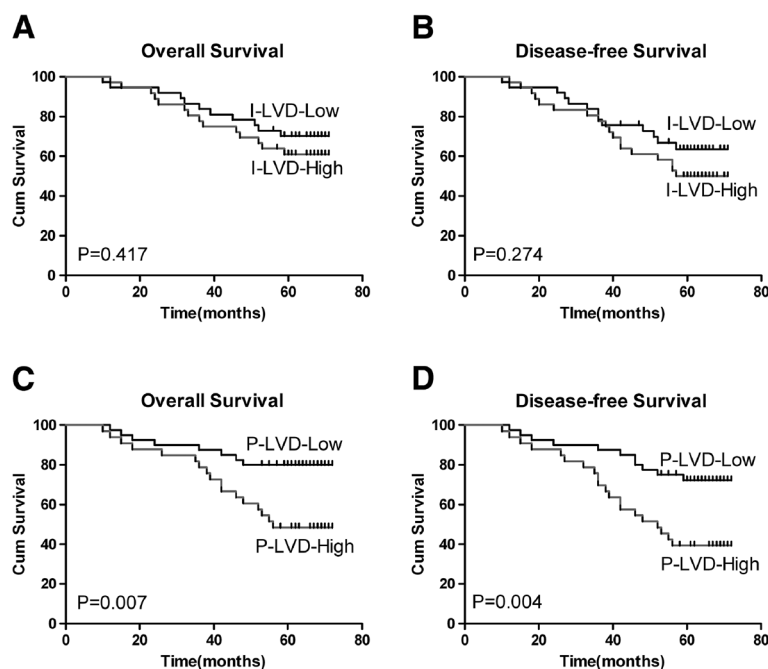 A
Overall Survival
Cum Survival
100
80
60
40
20
0
I-LVD-Low
I-LVD-High
P=0.417
0 20 40 60 80
Time(months)
B
Disease-free Survival
Cum Survival
100
80
60
40
20
0
I-LVD-Low
I-LVD-High
P=0.274
0 20 40 60 80
TIme(months)
C
Overall Survival
Cum Survival
100
80
60
40
20
0
P-LVD-Low
P-LVD-High
P=0.007
0 20 40 60 80
Time(months)
D
Disease-free Survival
Cum Survival
100
80
60
40
20
0
P-LVD-Low
P-LVD-High
P=0.004
0 20 40 60 80
Time(months)